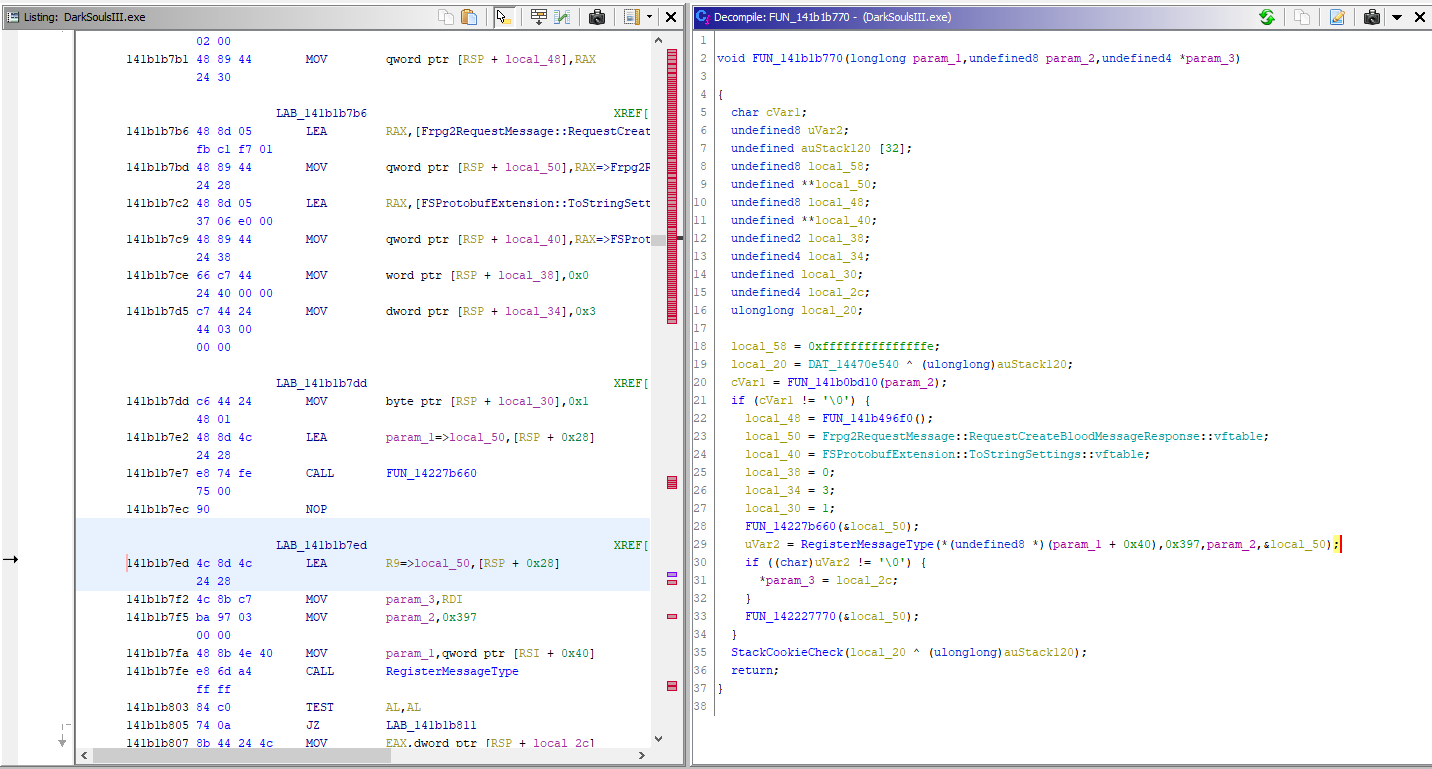 Listing: DarkSoulsIII.exe
02 00
141b1b7b1 48 89 44 MOV qword ptr [RSP + local_48],RAX
24 30
LAB_141b1b7b6 XREF[
141b1b7b6 48 8d 05 LEA RAX,[Frpg2RequestMessage::RequestCreat
fb c1 f7 01
141b1b7bd 48 89 44 MOV qword ptr [RSP + local_50],RAX=>Frpg2R
24 28
141b1b7c2 48 8d 05 LEA RAX,[FSProtobufExtension::ToStringSett
37 06 e0 00
141b1b7c9 48 89 44 MOV qword ptr [RSP + local_40],RAX=>FSProt
24 38
141b1b7ce 66 c7 44 MOV word ptr [RSP + local_38],0x0
24 40 00 00
141b1b7d5 c7 44 24 MOV dword ptr [RSP + local_34],0x3
44 03 00
00 00
LAB_141b1b7dd XREF[
141b1b7dd c6 44 24 MOV byte ptr [RSP + local_30],0x1
48 01
141b1b7e2 48 8d 4c LEA param_1=>local_50,[RSP + 0x28]
24 28
141b1b7e7 e8 74 fe CALL FUN_14227b660
75 00
141b1b7ec 90 NOP
LAB_141b1b7ed XREF[
141b1b7ed 4c 8d 4c LEA R9=>local_50,[RSP + 0x28]
24 28
141b1b7f2 4c 8b c7 MOV param_3,RDI
141b1b7f5 ba 97 03 MOV param_2,0x397
00 00
141b1b7fa 48 8b 4e 40 MOV param_1,qword ptr [RSI + 0x40]
141b1b7fe e8 6d a4 CALL RegisterMessageType
ff ff
141b1b803 84 c0 TEST AL,AL
141b1b805 74 0a JZ LAB_141b1b811
141b1b807 8b 44 24 4c MOV EAX,dword ptr [RSP + local_2c]
Decompile: FUN_141b1b770 - (DarkSoulsIII.exe)
1
2 void FUN_141b1b770(longlong param_1,undefined8 param_2,undefined4 *param_3)
3
4 {
5 char cVar1;
6 undefined8 uVar2;
7 undefined auStack120 [32];
8 undefined8 local_58;
9 undefined **local_50;
10 undefined8 local_48;
11 undefined **local_40;
12 undefined2 local_38;
13 undefined4 local_34;
14 undefined local_30;
15 undefined4 local_2c;
16 ulonglong local_20;
17
18 local_58 = 0xfffffffffffffffe;
19 local_20 = DAT_14470e540 ^ (ulonglong)auStack120;
20 cVar1 = FUN_141b0bd10(param_2);
21 if (cVar1 != '\0') {
22 local_48 = FUN_141b496f0();
23 local_50 = Frpg2RequestMessage::RequestCreateBloodMessageResponse::vftable;
24 local_40 = FSProtobufExtension::ToStringSettings::vftable;
25 local_38 = 0;
26 local_34 = 3;
27 local_30 = 1;
28 FUN_14227b660(&local_50);
29 uVar2 = RegisterMessageType(*(undefined8 *)(param_1 + 0x40),0x397,param_2,&local_50);
30 if ((char)uVar2 != '\0') {
31 *param_3 = local_2c;
32 }
33 FUN_142227770(&local_50);
34 }
35 StackCookieCheck(local_20 ^ (ulonglong)auStack120);
36 return;
37 }
38